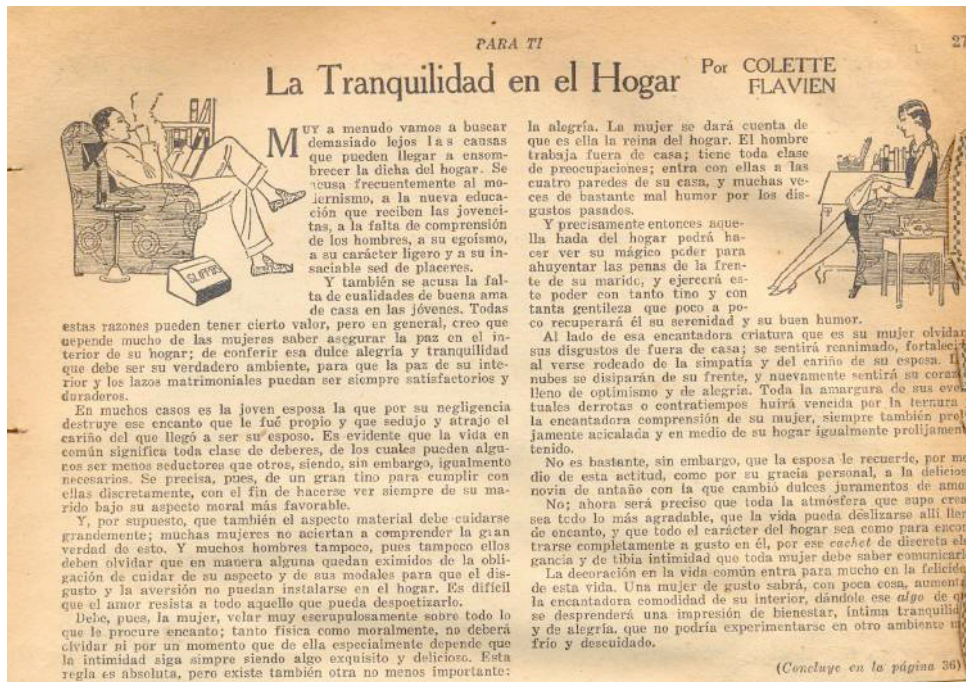 PARA TI
27
La Tranquilidad en el Hogar
Por COLETTE
FLAVIEN
SLIPPERS
MUY a menudo vamos a buscar
demasiado lejos las causas
que pueden llegar a ensom-
brecer la dicha del hogar. Se
acusa frecuentemente al mo-
dernismo, a la nueva educa-
ción que reciben las jovenci-
tas, a la falta de comprensión
de los hombres, a su egoísmo,
a su carácter ligero y a su in-
saciable sed de placeres.
Y también se acusa la fal-
ta de cualidades de buena ama
de casa en las jóvenes. Todas
estas razones pueden tener cierto valor, pero en general, creo que
depende mucho de las mujeres saber asegurar la paz en el in-
terior de su hogar; de conferir esa dulce alegría y tranquilidad
que debe ser su verdadero ambiente, para que la paz de su inte-
rior y los lazos matrimoniales puedan ser siempre satisfactorios y
duraderos.
En muchos casos es la joven esposa la que por su negligencia
destruye ese encanto que le fué propio y que sedujo y atrajo el
cariño del que llegó a ser su esposo. Es evidente que la vida en
común significa toda clase de deberes, de los cuales pueden algu-
nos ser menos seductores que otros, siendo, sin embargo, igualmento
necesarios. Se precisa, pues, de un gran tino para cumplir con
ellas discretamente, con el fin de hacerse ver siempre de su ma-
rido bajo su aspecto moral más favorable.
Y, por supuesto, que también el aspecto material debe cuidarse
grandemente; muchas mujeres no aciertan a comprender la gran
verdad de esto. Y muchos hombres tampoco, pues tampoco ellos
deben olvidar que en manera alguna quedan eximidos de la obli-
gación de cuidar de su aspecto y de sus modales para que el dis-
gusto y la aversión no puedan instalarse en el hogar. Es difícil
que el amor resista a todo aquello que pueda despoetizarlo.
Debe, pues, la mujer, velar muy escrupulosamente sobre todo lo
que le procure encanto; tanto física como moralmente, no deberá
olvidar ni por un momento que de ella especialmente depende que
la intimidad siga simpre siendo algo exquisito y delicioso. Esta
regla es absoluta, pero existe también otra no menos importante:
la alegría. La mujer se dará cuenta de
que es ella la reina del hogar. El hombre
trabaja fuera de casa; tiene toda clase
de preocupaciones; entra con ellas a las
cuatro paredes de su casa, y muchas ve-
ces de bastante mal humor por los dis-
gustos pasados.
Y precisamente entonces aque-
lla hada del hogar podrá ha-
cer ver su mágico poder para
ahuyentar las penas de la fren-
te de su marido, y ejercerá es-
te poder con tanto tino y con
tanta gentileza que poco a po-
co recuperará él su serenidad y su buen humor.
Al lado de esa encantadora criatura que es su mujer olvidar
sus disgustos de fuera de casa; se sentirá reanimado, fortalec
al verse rodeado de la simpatía y del cariño de su esposa.
nubes se disiparán de su frente, y nuevamente sentirá su coraz
lleno de optimismo y de alegría. Toda la amargura de sus even
tuales derrotas o contratiempos huirá vencida por la ternura
la encantadora comprensión de su mujer, siempre también proli
jamente acicalada y en medio de su hogar igualmente prolijament
tenido.
No es bastante, sin embargo, que la esposa le recuerde, por me
dio de esta actitud, como por su gracia personal, a la delicios
novia de antaño con la que cambió dulces juramentos de amo
No; ahora será preciso que toda la atmósfera que supo crea
sea todo lo más agradable, que la vida pueda deslizarse allí ller
de encanto, y que todo el carácter del hogar sea como para encon
trarse completamente a gusto en él, por ese cachet de discreta ele
gancia y de tibia intimidad que toda mujer debe saber comunicarl
La decoración en la vida común entra para mucho en la felicida
de esta vida. Una mujer de gusto sabrá, con poca cosa, aumenta
la encantadora comodidad de su interior, dándole ese algo de q
se desprenderá una impresión de bienestar, íntima tranquilid
y de alegría, que no podría experimentarse en otro ambiente m
frío y descuidado.
(Concluye en la página 36)